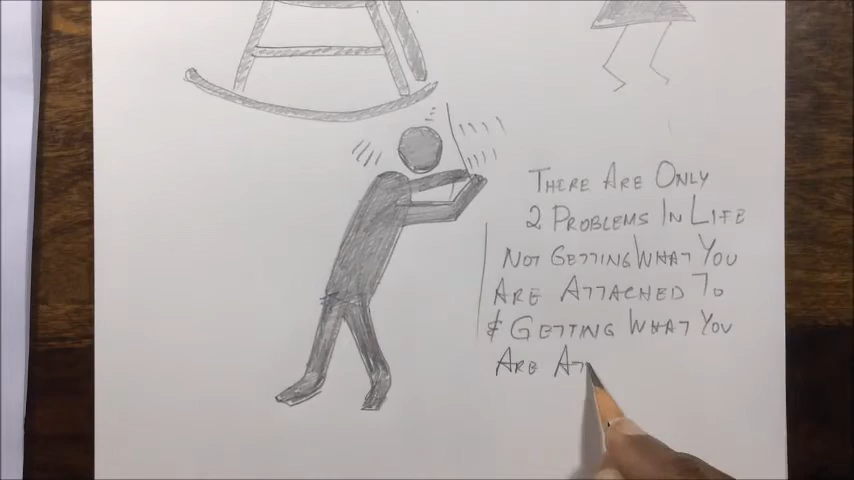 There Are Only
2 Problems In Life
Not Getting What You
Are Attached To
& Getting What You
Are At